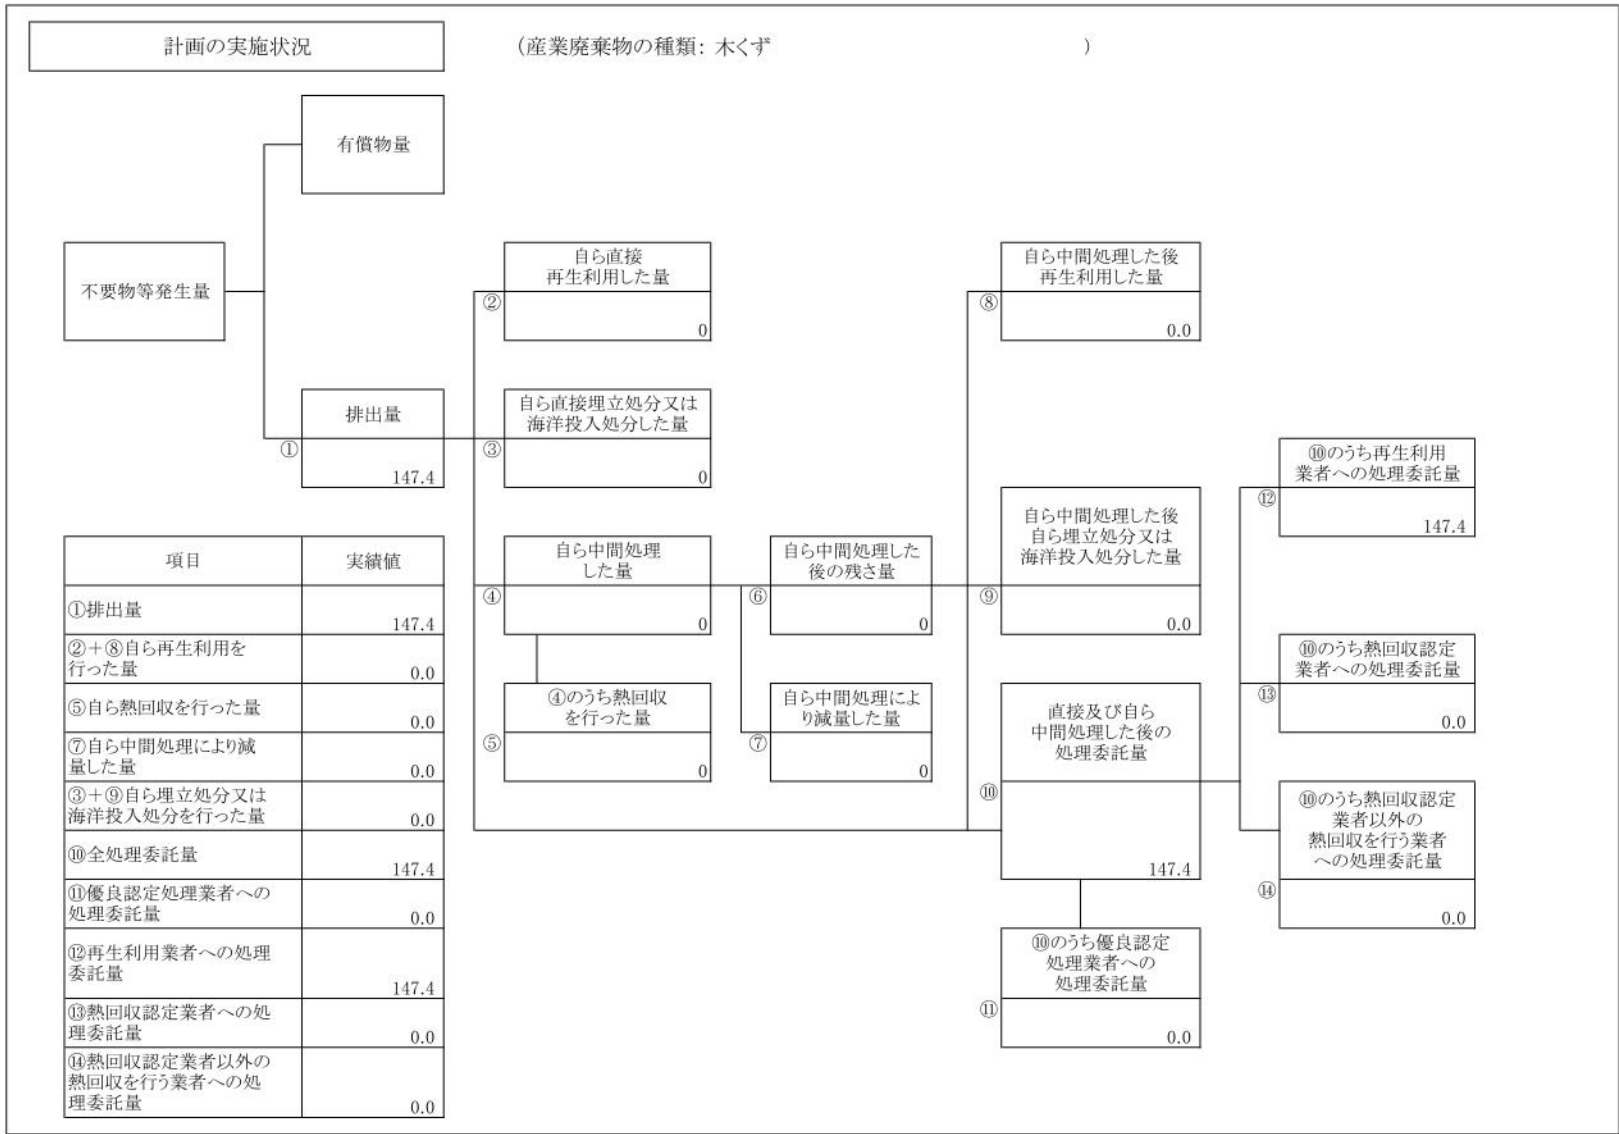 計画の実施状況
(産業廃棄物の種類: 木くず )
有償物量
不要物等発生量
排出量
①
147.4
自ら直接
再生利用した量
②
0
自ら直接埋立処分又は
海洋投入処分した量
③
0
自ら中間処理
した量
④
0
④のうち熱回収
を行った量
⑤
0
自ら中間処理した
後の残さ量
⑥
0
自ら中間処理によ
り減量した量
⑦
0
自ら中間処理した後
再生利用した量
⑧
0.0
自ら中間処理した後
自ら埋立処分又は
海洋投入処分した量
⑨
0.0
直接及び自ら
中間処理した後の
処理委託量
⑩
147.4
⑩のうち優良認定
処理業者への
処理委託量
⑪
0.0
⑩のうち再生利用
業者への処理委託量
⑫
147.4
⑩のうち熱回収認定
業者への処理委託量
⑬
0.0
⑩のうち熱回収認定
業者以外の
熱回収を行う業者
への処理委託量
⑭
0.0
項目 実績値
①排出量
147.4
②+⑧自ら再生利用を
行った量
0.0
⑤自ら熱回収を行った量
0.0
⑦自ら中間処理により減
量した量
0.0
③+⑨自ら埋立処分又は
海洋投入処分を行った量
0.0
⑩全処理委託量
147.4
⑪優良認定処理業者への
処理委託量
0.0
⑫再生利用業者への処理
委託量
147.4
⑬熱回収認定業者への処
理委託量
0.0
⑭熱回収認定業者以外の
熱回収を行う業者への処
理委託量
0.0